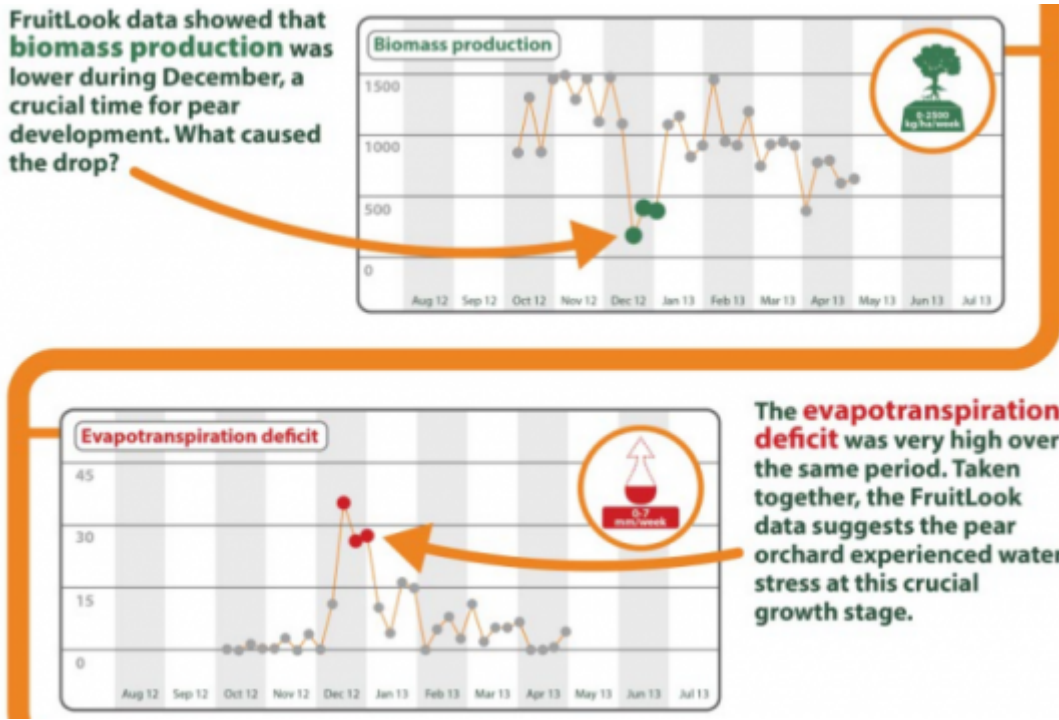 FruitLook data showed that
biomass production was
lower during December, a
crucial time for pear
development. What caused
the drop?
Biomass production
1500
1000
500
0
0-2500
kg/ha/week
Aug 12 Sep 12 Oct 12 Nov 12 Dec 12 Jan 13 Feb 13 Mar 13 Apr 13 May 13 Jun 13 Jul 13
Evapotranspiration deficit
45
30
15
0
0-7
mm/week
Aug 12 Sep 12 Oct 12 Nov 12 Dec 12 Jan 13 Feb 13 Mar 13 Apr 13 May 13 Jun 13 Jul 13
The evapotranspiration
deficit was very high over
the same period. Taken
together, the FruitLook
data suggests the pear
orchard experienced water
stress at this crucial
growth stage.